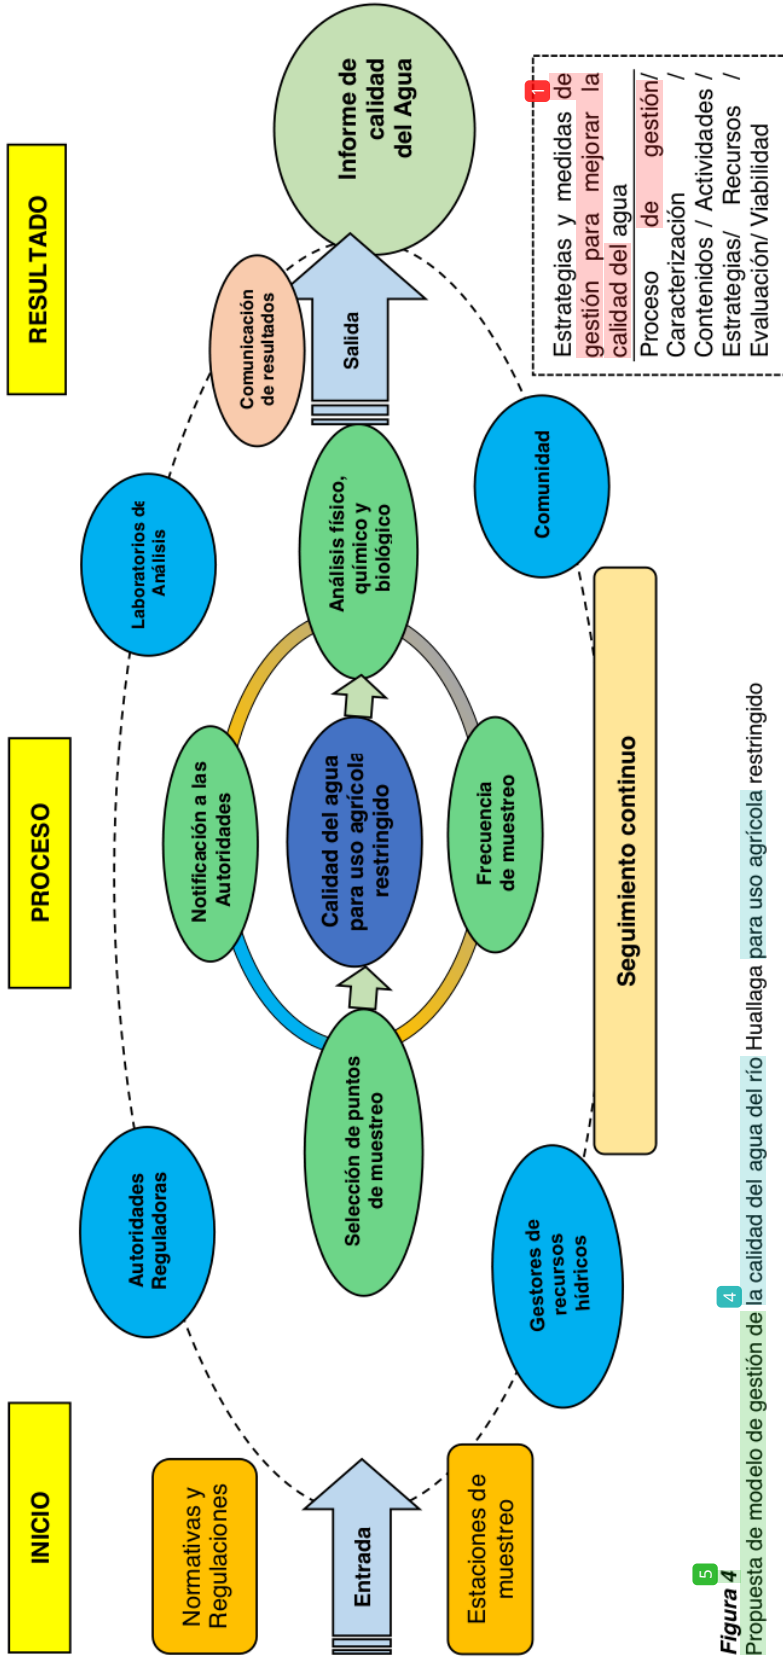 INICIO
PROCESO
RESULTADO
Normativas y
Regulaciones
Entrada
Estaciones de
muestreo
Autoridades
Reguladoras
Gestores de
recursos
hídricos
Selección de puntos
de muestreo
Notificación a las
Autoridades
Calidad del agua
para uso agrícola
restringido
Frecuencia
de muestreo
Análisis físico,
químico y
biológico
Laboratorios de
Análisis
Comunidad
Seguimiento continuo
Comunicación
de resultados
Salida
Informe de
calidad
del Agua
1
Estrategias y medidas de
gestión para mejorar la
calidad del agua
Proceso de gestión/
Caracterización /
Contenidos / Actividades /
Estrategias/ Recursos /
Evaluación/ Viabilidad
5
Figura 4
4
Propuesta de modelo de gestión de la calidad del agua del río Huallaga para uso agrícola restringido